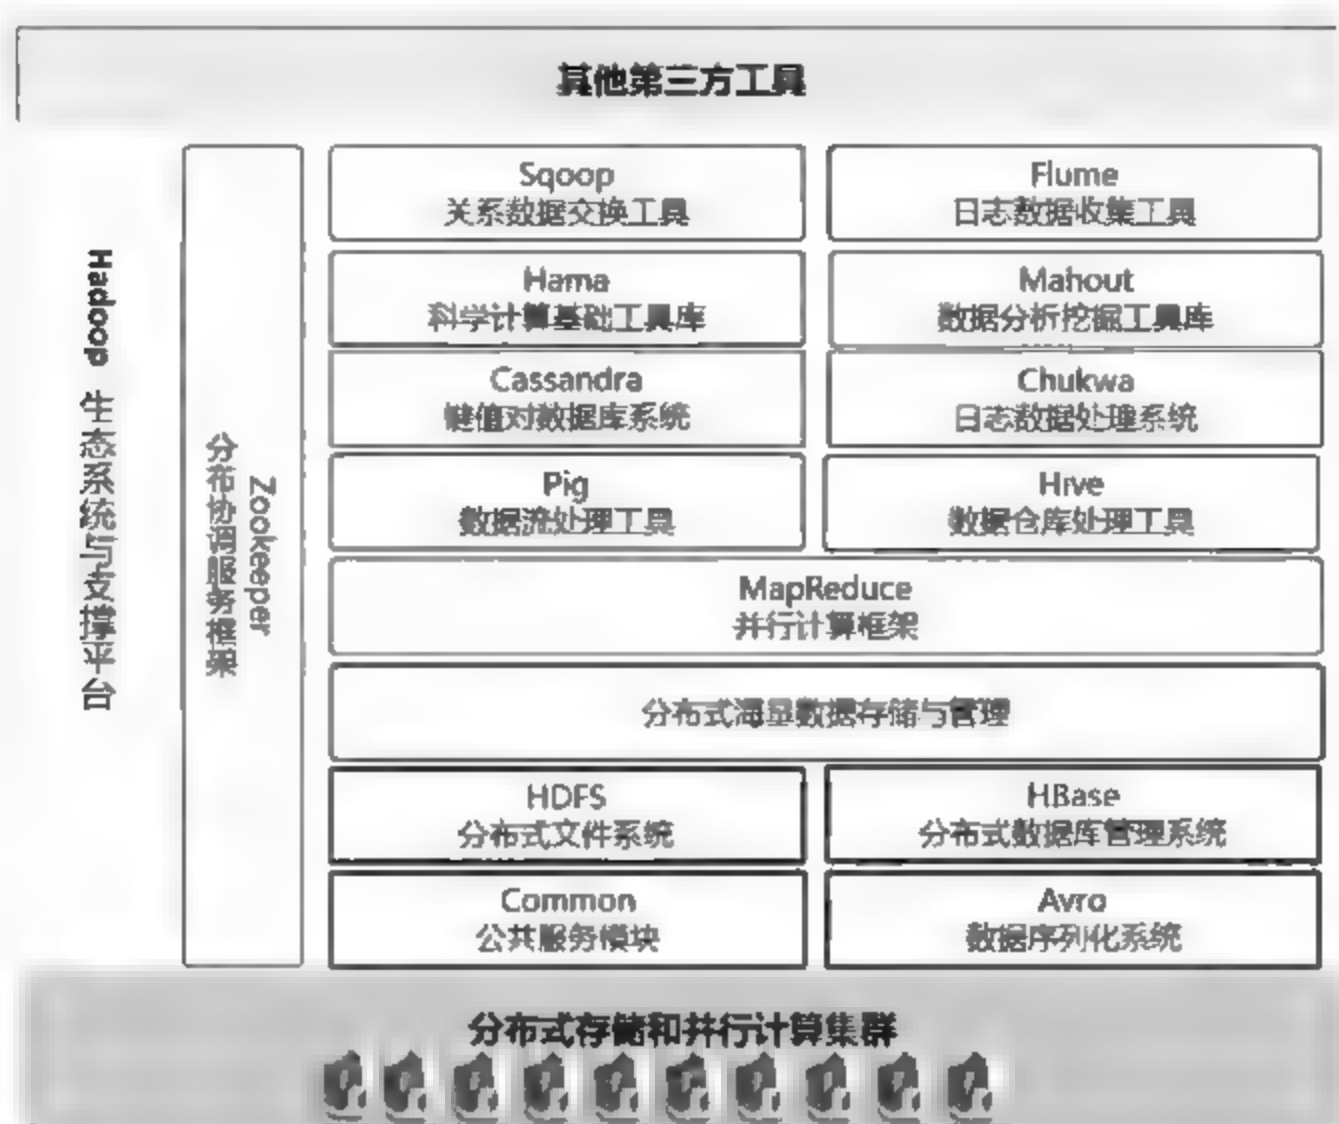 其他第三方工具
Hadoop 生态系统与支撑平台
Zookeeper
分布协调服务框架
Sqoop
关系数据交换工具
Flume
日志数据收集工具
Hama
科学计算基础工具库
Mahout
数据分析挖掘工具库
Cassandra
键值对数据库系统
Chukwa
日志数据处理系统
Pig
数据流处理工具
Hive
数据仓库处理工具
MapReduce
并行计算框架
分布式海量数据存储与管理
HDFS
分布式文件系统
HBase
分布式数据库管理系统
Common
公共服务模块
Avro
数据序列化系统
分布式存储和并行计算集群